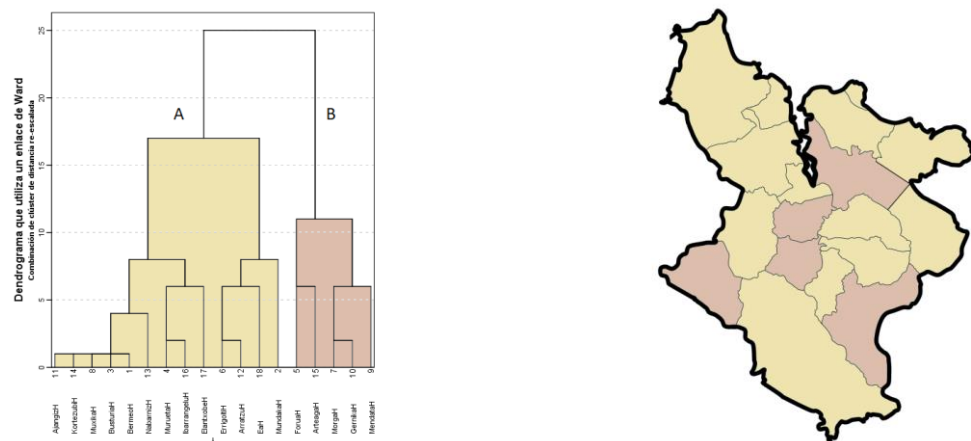 Dendrograma que utiliza un enlace de Ward
Combinación de clúster de distancia re-escalada
25
20
15
10
5
0
A
B
11
14
8
3
1
13
4
16
17
6
12
18
2
5
15
7
10
9
AjangizH
KortezubiH
MuxikaH
BusturiaH
BermeoH
NabarnizH
MuruetaH
IbarrangeluH
ElantxobeH
ErrigoitiH
ArratzuH
EaH
MundakaH
ForuaH
ArteagaH
MorgaH
GernikaH
MendataH